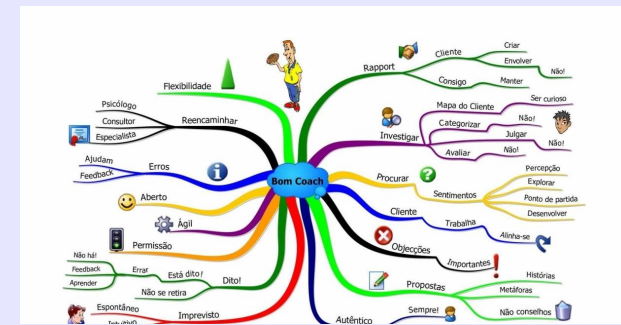 Bom Coach
Rapport
Cliente
Criar
Envolver
Não!
Consigo
Manter
Investigar
Mapa do Cliente
Ser curioso
Categorizar
Não!
Julgar
Não!
Avaliar
Não!
Procurar
Sentimentos
Percepção
Explorar
Ponto de partida
Desenvolver
Cliente
Trabalha
Alinha-se
Objecções
Importantes
Propostas
Histórias
Metáforas
Não conselhos
Autêntico
Sempre!
Flexibilidade
Reencaminhar
Psicólogo
Consultor
Especialista
Erros
Ajudam
Feedback
Aberto
Ágil
Permissão
Dito!
Está dito!
Errar
Não há!
Feedback
Aprender
Não se retira
Imprevisto
Espontâneo
Intuitivo